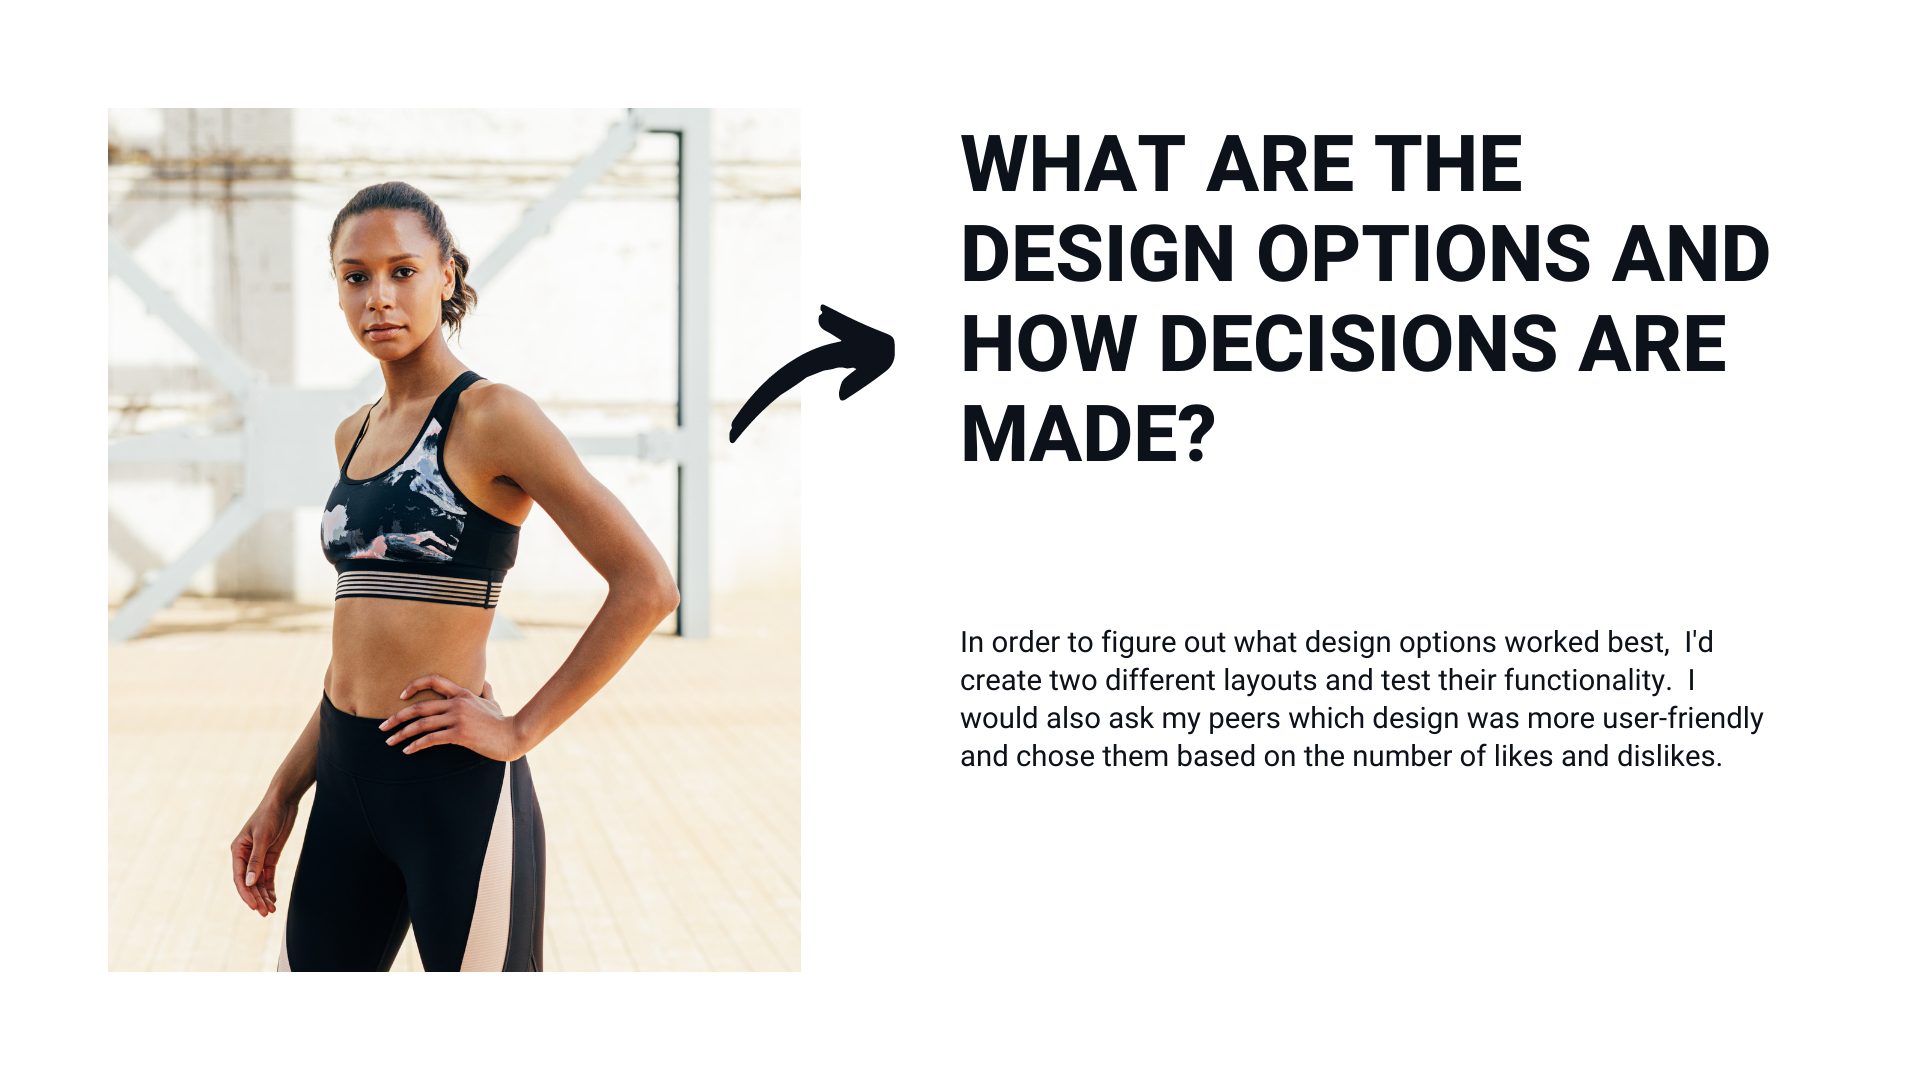 WHAT ARE THE
DESIGN OPTIONS AND
HOW DECISIONS ARE
MADE?
In order to figure out what design options worked best,  I'd
create two different layouts and test their functionality.  I
would also ask my peers which design was more user-friendly
and chose them based on the number of likes and dislikes.